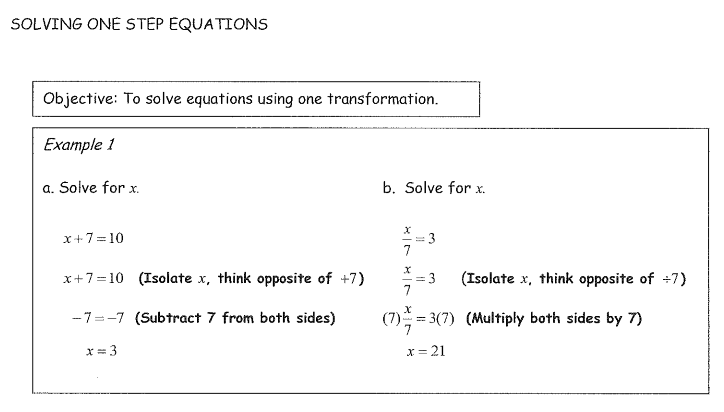 SOLVING ONE STEP EQUATIONS
Objective: To solve equations using one transformation.
Example 1
a. Solve for x.
x + 7 = 10
x + 7 = 10 (Isolate x, think opposite of +7)
− 7 = −7 (Subtract 7 from both sides)
x = 3
b. Solve for x.
x/7 = 3
x/7 = 3 (Isolate x, think opposite of ÷7)
(7) x/7 = 3(7) (Multiply both sides by 7)
x = 21